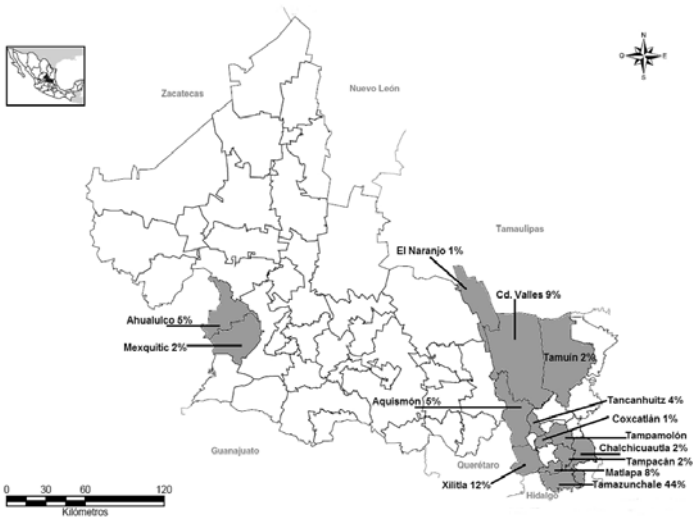 N
O
E
S
Zacatecas
Nuevo León
Tamaulipas
El Naranjo 1%
Cd. Valles 9%
Ahualulco 5%
Mexquitic 2%
Tamuín 2%
Aquismón 5%
Tancanhuitz 4%
Coxcatlán 1%
Tampamolón
Chalchicuautla 2%
Tampacán 2%
Matlapa 8%
Tamazunchale 44%
Guanajuato
Querétaro
Xilitla 12%
Hidalgo
0 15 30 60 90 120
Kilómetros